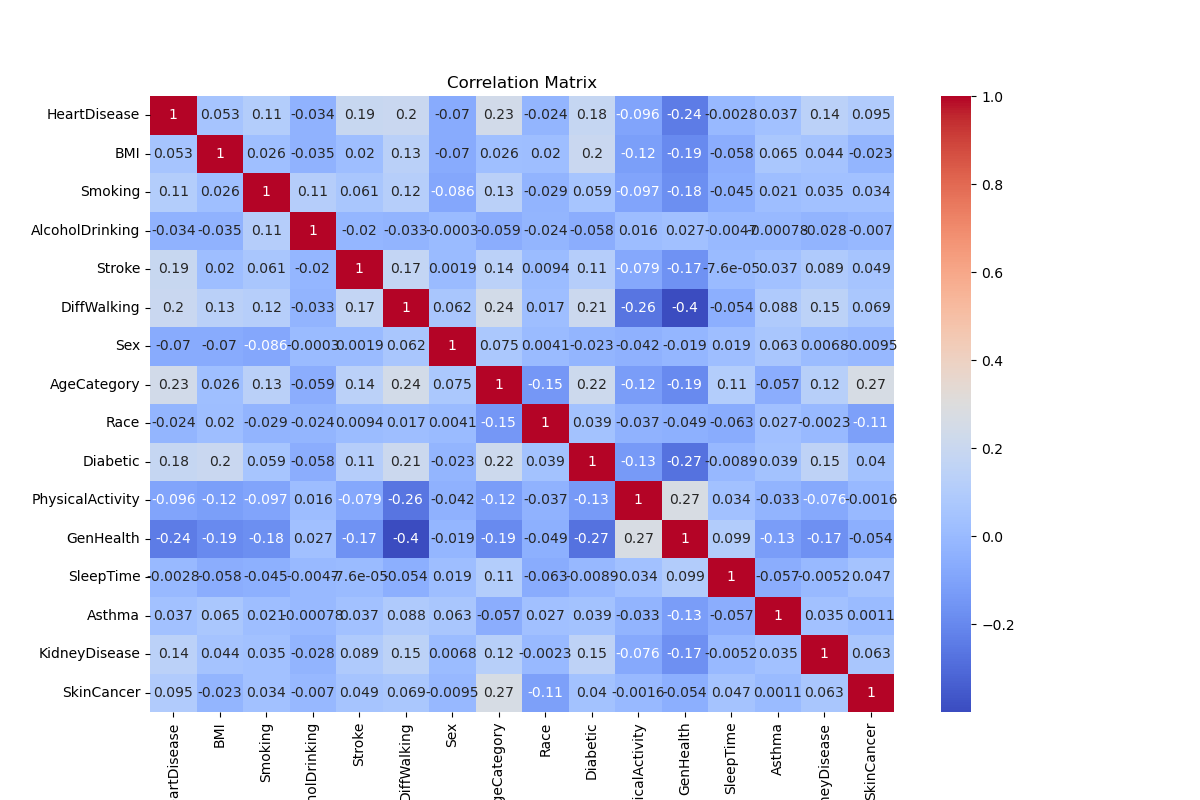 Correlation Matrix
HeartDisease 1 0.053 0.11 -0.034 0.19 0.2 -0.07 0.23 -0.024 0.18 -0.096 -0.24 -0.0028 0.037 0.14 0.095
BMI 0.053 1 0.026 -0.035 0.02 0.13 -0.07 0.026 0.02 0.2 -0.12 -0.19 -0.058 0.065 0.044 -0.023
Smoking 0.11 0.026 1 0.11 0.061 0.12 -0.086 0.13 -0.029 0.059 -0.097 -0.18 -0.045 0.021 0.035 0.034
AlcoholDrinking -0.034 -0.035 0.11 1 -0.02 -0.033 -0.0003 -0.059 -0.024 -0.058 0.016 0.027 -0.0047 -0.00078 -0.028 -0.007
Stroke 0.19 0.02 0.061 -0.02 1 0.17 0.0019 0.14 0.0094 0.11 -0.079 -0.17 -7.6e-05 0.037 0.089 0.049
DiffWalking 0.2 0.13 0.12 -0.033 0.17 1 0.062 0.24 0.017 0.21 -0.26 -0.4 -0.054 0.088 0.15 0.069
Sex -0.07 -0.07 -0.086 -0.0003 0.0019 0.062 1 0.075 0.0041 -0.023 -0.042 -0.019 0.019 0.063 0.0068 -0.0095
AgeCategory 0.23 0.026 0.13 -0.059 0.14 0.24 0.075 1 -0.15 0.22 -0.12 -0.19 0.11 -0.057 0.12 0.27
Race -0.024 0.02 -0.029 -0.024 0.0094 0.017 0.0041 -0.15 1 0.039 -0.037 -0.049 -0.063 0.027 -0.0023 -0.11
Diabetic 0.18 0.2 0.059 -0.058 0.11 0.21 -0.023 0.22 0.039 1 -0.13 -0.27 -0.0089 0.039 0.15 0.04
PhysicalActivity -0.096 -0.12 -0.097 0.016 -0.079 -0.26 -0.042 -0.12 -0.037 -0.13 1 0.27 0.034 -0.033 -0.076 -0.0016
GenHealth -0.24 -0.19 -0.18 0.027 -0.17 -0.4 -0.019 -0.19 -0.049 -0.27 0.27 1 0.099 -0.13 -0.17 -0.054
SleepTime -0.0028 -0.058 -0.045 -0.0047 -7.6e-05 -0.054 0.019 0.11 -0.063 -0.0089 0.034 0.099 1 -0.057 -0.0052 0.047
Asthma 0.037 0.065 0.021 -0.00078 0.037 0.088 0.063 -0.057 0.027 0.039 -0.033 -0.13 -0.057 1 0.035 0.0011
KidneyDisease 0.14 0.044 0.035 -0.028 0.089 0.15 0.0068 0.12 -0.0023 0.15 -0.076 -0.17 -0.0052 0.035 1 0.063
SkinCancer 0.095 -0.023 0.034 -0.007 0.049 0.069 -0.0095 0.27 -0.11 0.04 -0.0016 -0.054 0.047 0.0011 0.063 1
artDisease BMI Smoking holDrinking Stroke DiffWalking Sex geCategory Race Diabetic icalActivity GenHealth SleepTime Asthma neyDisease SkinCancer
1.0
0.8
0.6
0.4
0.2
0.0
−0.2